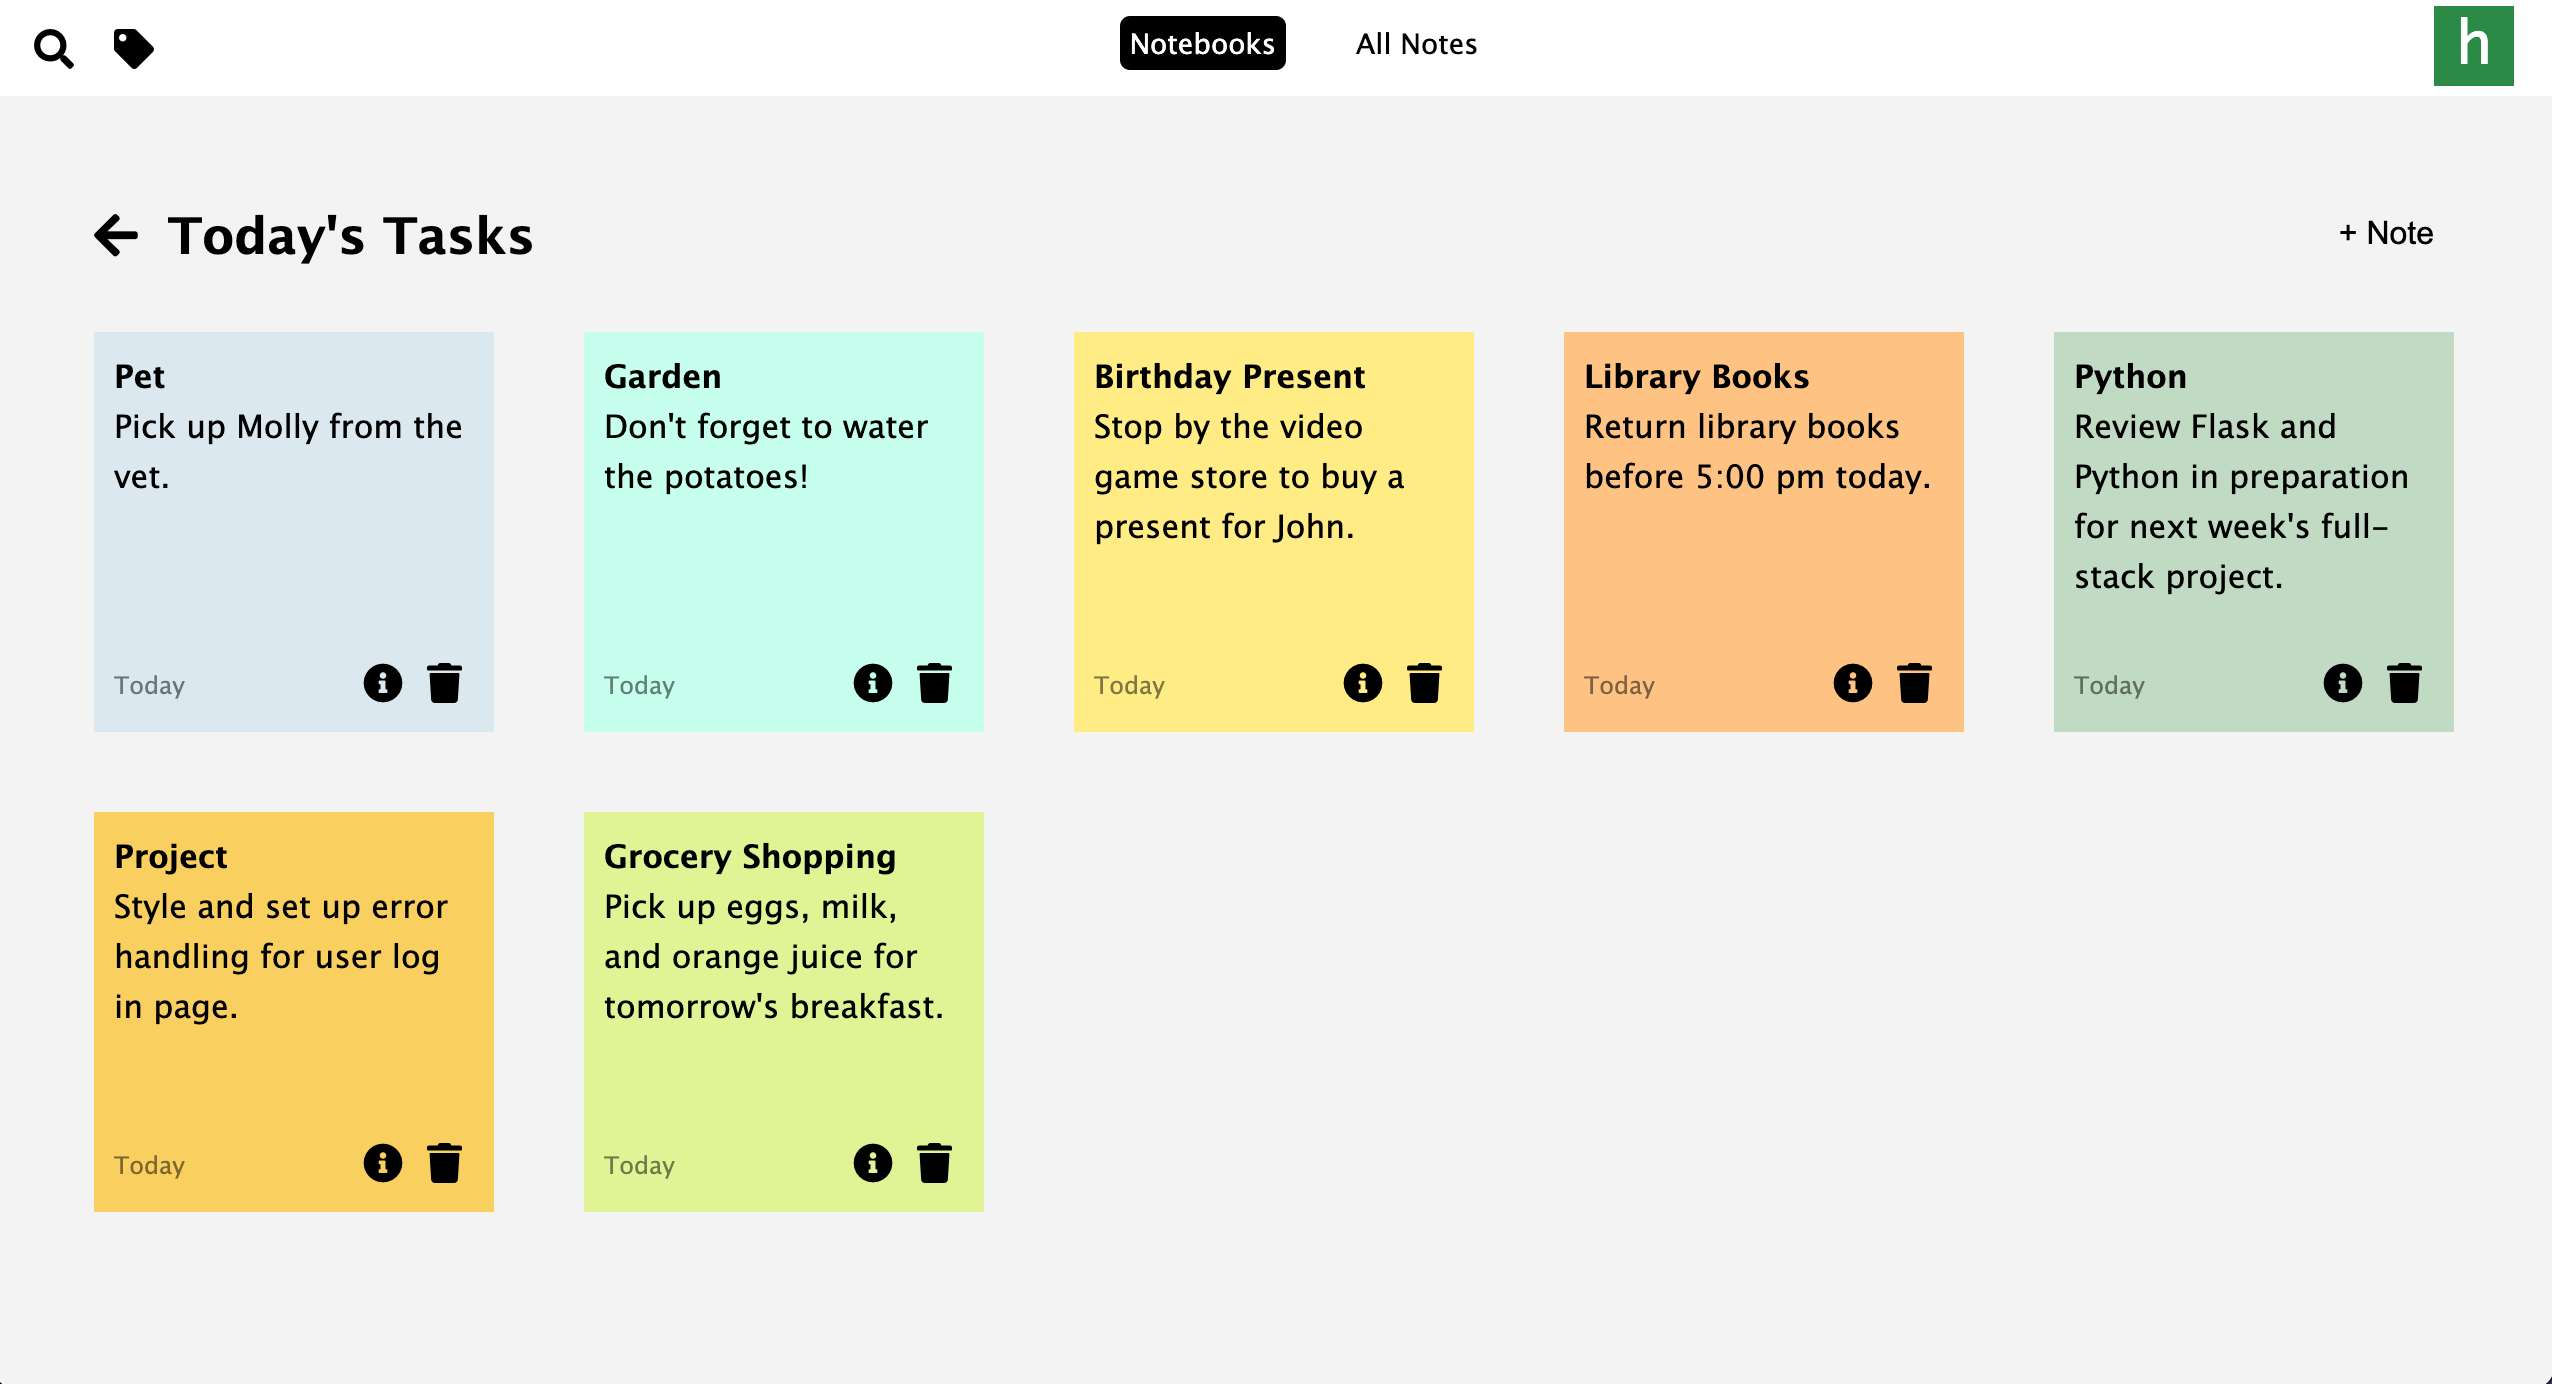 Notebooks
All Notes
h
Today's Tasks
+ Note
Pet
Pick up Molly from the
vet.
Today
Garden
Don't forget to water
the potatoes!
Today
Birthday Present
Stop by the video
game store to buy a
present for John.
Today
Library Books
Return library books
before 5:00 pm today.
Today
Python
Review Flask and
Python in preparation
for next week's full-
stack project.
Today
Project
Style and set up error
handling for user log
in page.
Today
Grocery Shopping
Pick up eggs, milk,
and orange juice for
tomorrow's breakfast.
Today